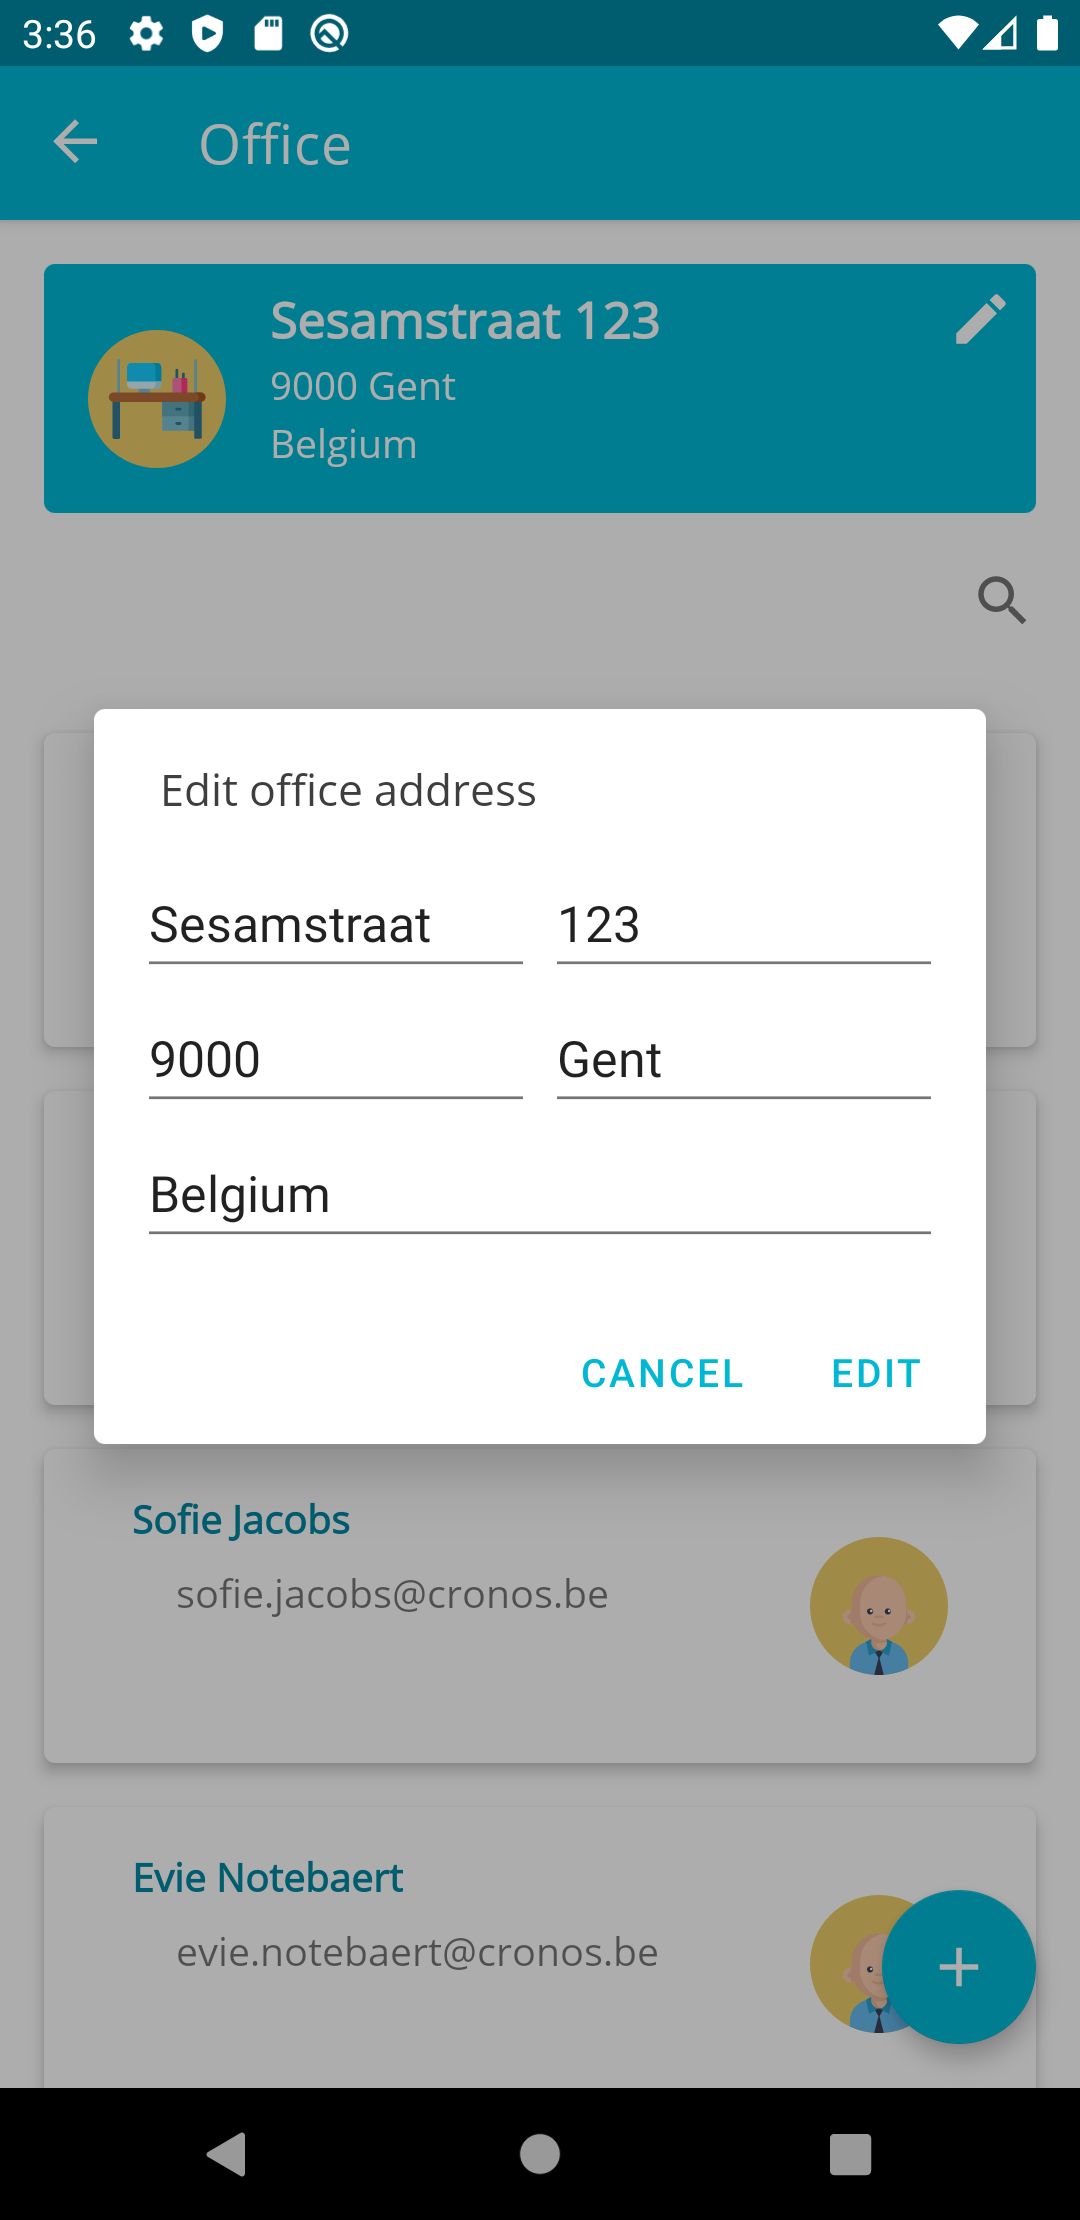 3:36
Office
Sesamstraat 123
9000 Gent
Belgium
Edit office address
Sesamstraat 123
9000 Gent
Belgium
CANCEL EDIT
Sofie Jacobs
sofie.jacobs@cronos.be
Evie Notebaert
evie.notebaert@cronos.be